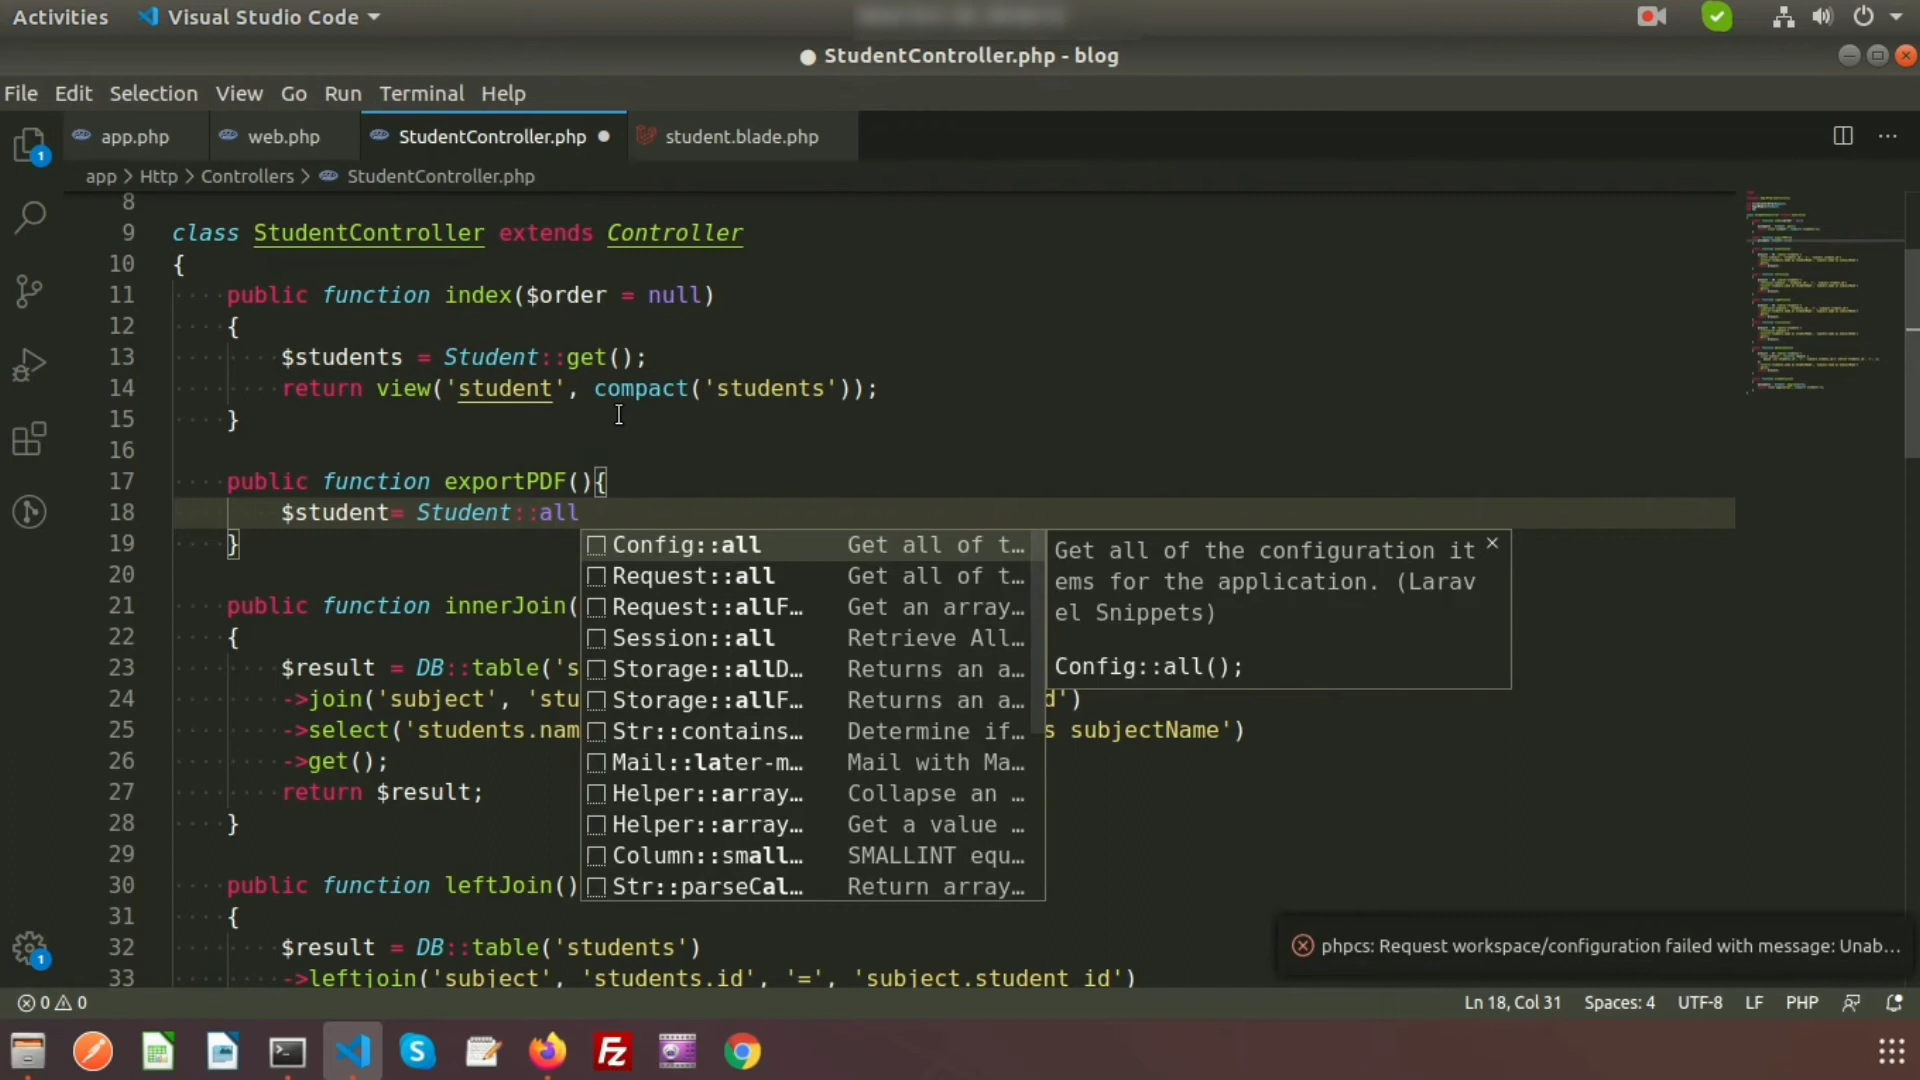 Activities Visual Studio Code
StudentController.php - blog
File Edit Selection View Go Run Terminal Help
app.php web.php StudentController.php student.blade.php
app > Http > Controllers > StudentController.php
8
9 class StudentController extends Controller
10 {
11 public function index($order = null)
12 {
13 $students = Student::get();
14 return view('student', compact('students'));
15 }
16
17 public function exportPDF(){
18 $student= Student::all
19 }
20
21 public function innerJoin(
22 {
23 $result = DB::table('s
24 ->join('subject', 'stu d')
25 ->select('students.nam s subjectName')
26 ->get();
27 return $result;
28 }
29
30 public function leftJoin()
31 {
32 $result = DB::table('students')
33 ->leftjoin('subject', 'students.id', '=', 'subject.student_id')
Config::all Get all of t…
Request::all Get all of t…
Request::allF… Get an array…
Session::all Retrieve All…
Storage::allD… Returns an a…
Storage::allF… Returns an a…
Str::contains… Determine if…
Mail::later-m… Mail with Ma…
Helper::array… Collapse an …
Helper::array… Get a value …
Column::small… SMALLINT equ…
Str::parseCal… Return array…
Get all of the configuration it
ems for the application. (Larav
el Snippets)
Config::all();
phpcs: Request workspace/configuration failed with message: Unab…
1
1
0 0 Ln 18, Col 31 Spaces: 4 UTF-8 LF PHP